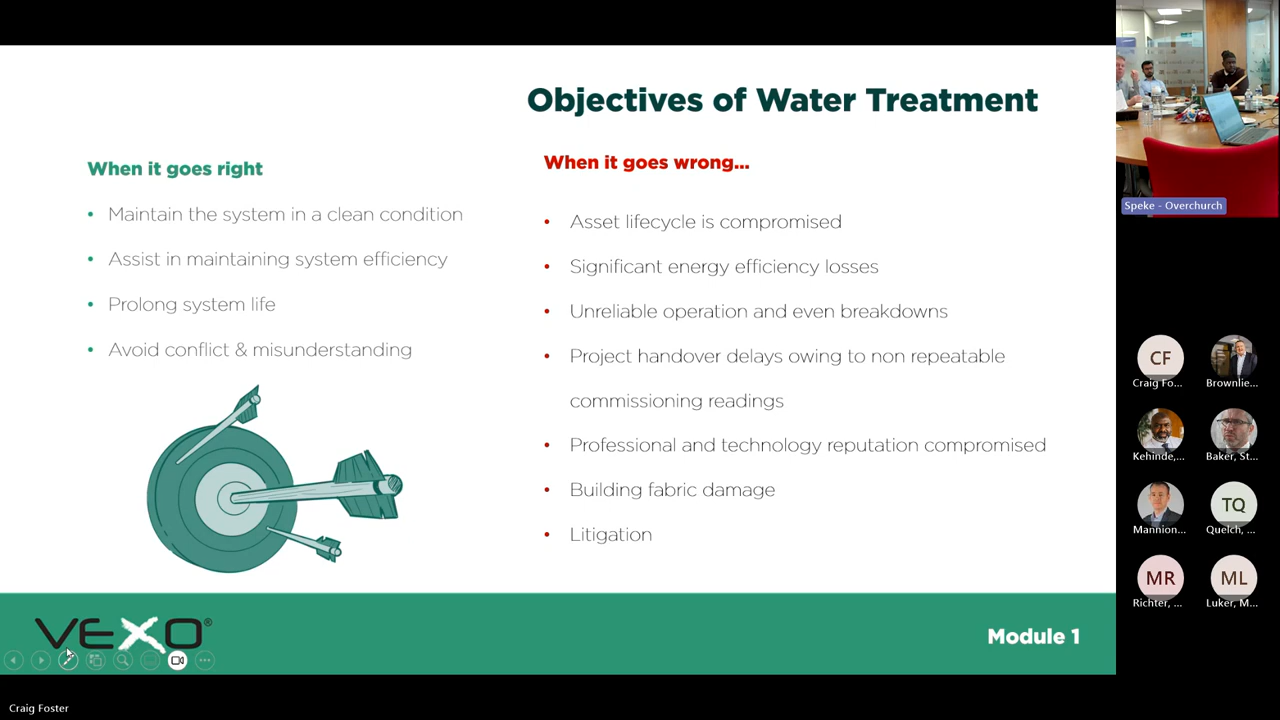 Objectives of Water Treatment
When it goes right
Maintain the system in a clean condition
Assist in maintaining system efficiency
Prolong system life
Avoid conflict & misunderstanding
When it goes wrong...
Asset lifecycle is compromised
Significant energy efficiency losses
Unreliable operation and even breakdowns
Project handover delays owing to non repeatable
commissioning readings
Professional and technology reputation compromised
Building fabric damage
Litigation
VEXO®
Module 1
Craig Foster
Speke - Overchurch
CF
Craig Fo...
Brownlie...
Kehinde,...
Baker, St...
Mannion...
TQ
Quelch, ...
MR
Richter, ...
ML
Luker, M...